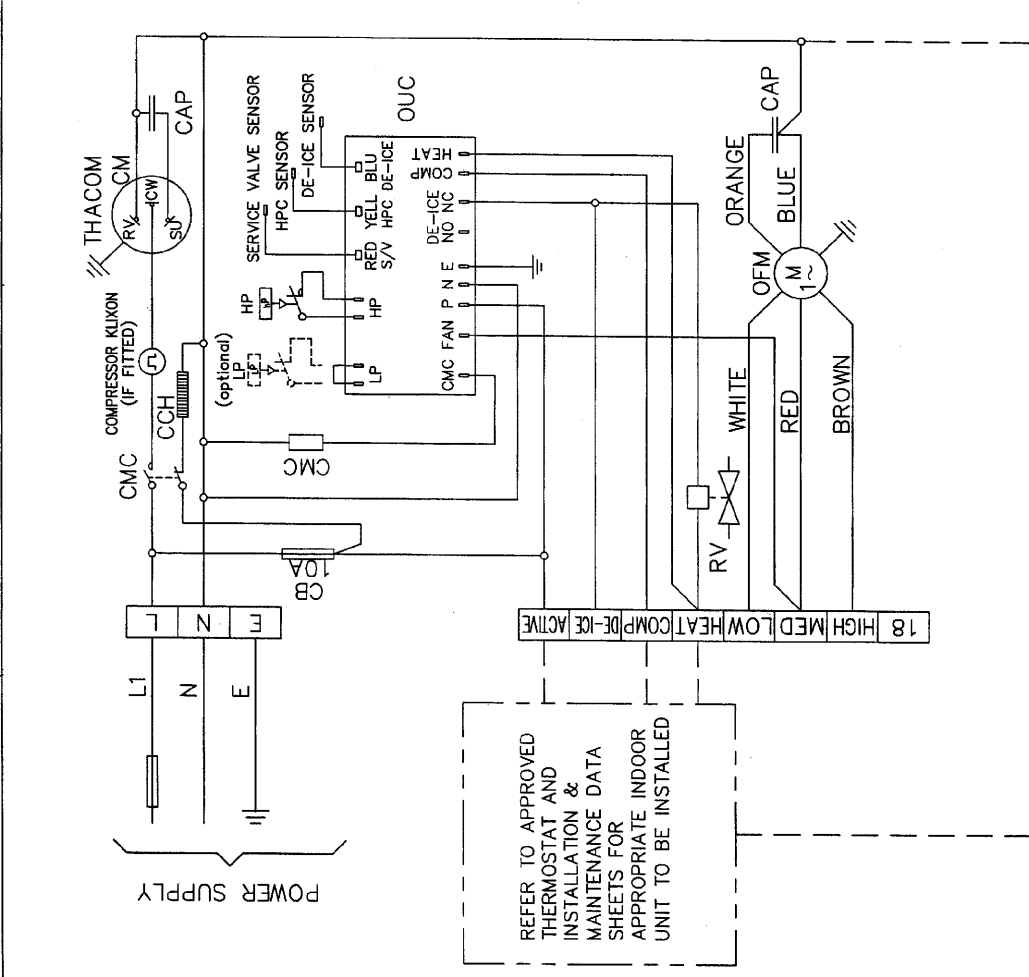 THACOM
CM
RV
CW
SU
CAP
COMPRESSOR KLIXON
(IF FITTED)
CCH
CMC
SERVICE VALVE SENSOR
HPC SENSOR
DE-ICE SENSOR
OUC
RED YELL BLU
S/V HPC DE-ICE
HP
HP
HP
(optional)
LP
LP
LP
HEAT
COMP
DE-ICE
NO NC
E
N
P
FAN
CMC
CMC
CB
10A
ORANGE
CAP
BLUE
OFM
M
1~
WHITE
RED
BROWN
RV
L
N
E
L1
N
E
POWER SUPPLY
ACTIVE
DE-ICE
COMP
HEAT
LOW
MED
HIGH
18
REFER TO APPROVED
THERMOSTAT AND
INSTALLATION &
MAINTENANCE DATA
SHEETS FOR
APPROPRIATE INDOOR
UNIT TO BE INSTALLED